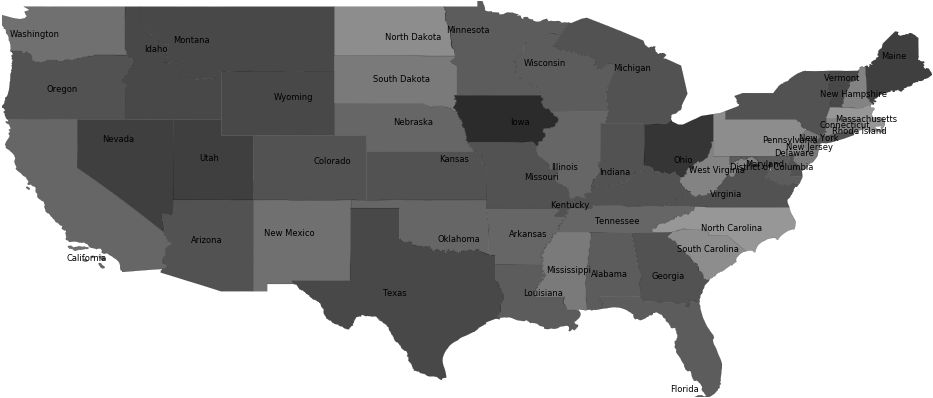 Washington
Montana
Idaho
North Dakota
Minnesota
Maine
Wisconsin
Michigan
South Dakota
Vermont
Oregon
Wyoming
New Hampshire
Nebraska
Iowa
Massachusetts
Connecticut
Rhode Island
Nevada
New York
Pennsylvania
New Jersey
Delaware
Utah
Colorado
Kansas
Ohio
Maryland
District of Columbia
Illinois
Indiana
West Virginia
Missouri
Virginia
Kentucky
Tennessee
North Carolina
New Mexico
Arkansas
Arizona
Oklahoma
South Carolina
California
Mississippi
Alabama
Georgia
Texas
Louisiana
Florida